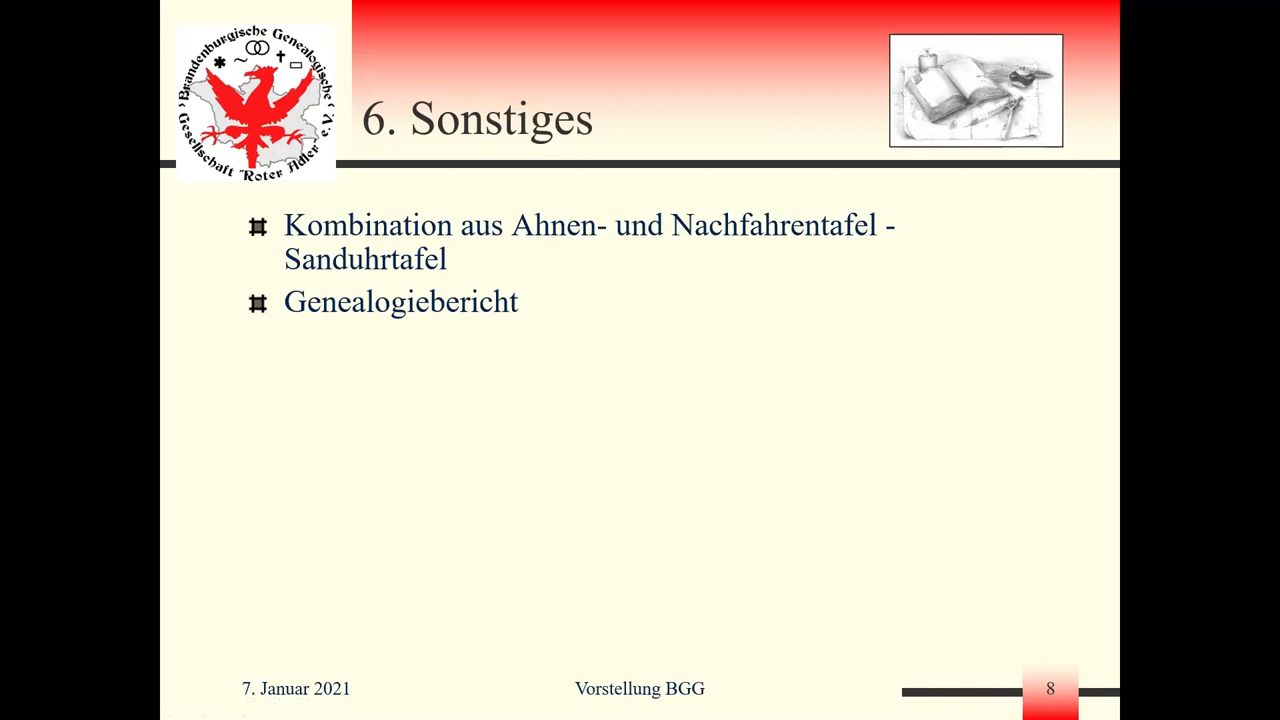 Brandenburgische Genealogische
Gesellschaft "Roter Adler" e.V.
6. Sonstiges
Kombination aus Ahnen- und Nachfahrentafel -
Sanduhrtafel
Genealogiebericht
7. Januar 2021
Vorstellung BGG
8